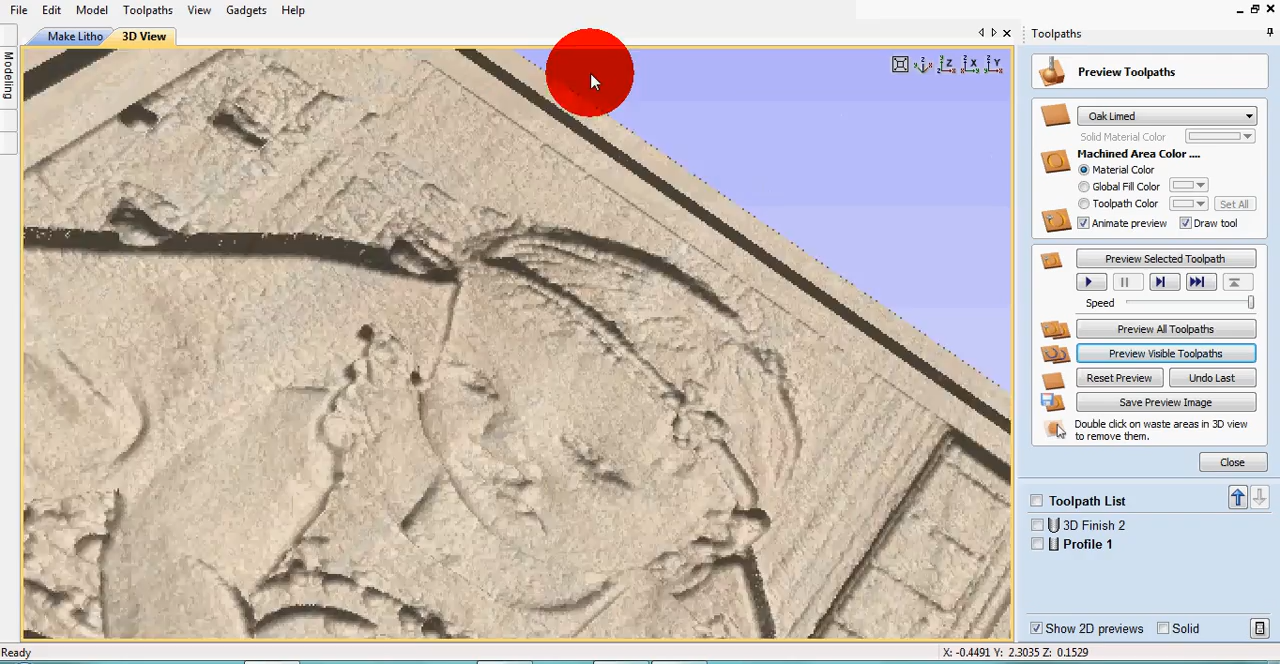 File Edit Model Toolpaths View Gadgets Help
Make Litho 3D View
Modeling
Toolpaths
Preview Toolpaths
Oak Limed
Solid Material Color
Machined Area Color ....
Material Color
Global Fill Color
Toolpath Color Set All
Animate preview Draw tool
Preview Selected Toolpath
Speed
Preview All Toolpaths
Preview Visible Toolpaths
Reset Preview Undo Last
Save Preview Image
Double click on waste areas in 3D view
to remove them.
Close
Toolpath List
3D Finish 2
Profile 1
Show 2D previews Solid
Ready
X: -0.4491 Y: 2.3035 Z: 0.1529